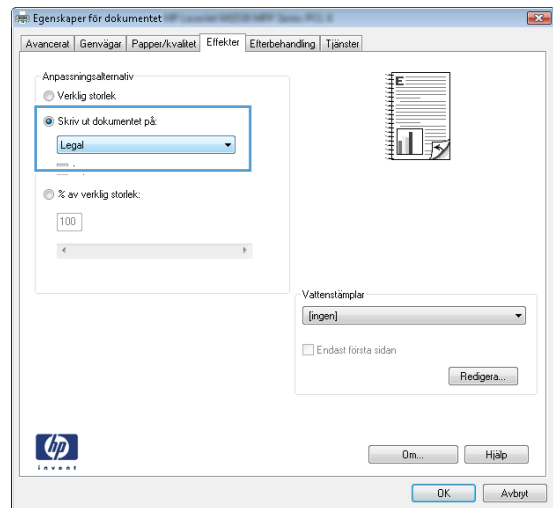 Egenskaper för dokumentet
Avancerat Genvägar Papper/kvalitet Effekter Efterbehandling Tjänster
Anpassningsalternativ
Verklig storlek
Skriv ut dokumentet på:
Legal
% av verklig storlek:
100
E
Vattenstämplar
[ingen]
Endast första sidan
Redigera...
hp
invent
Om...
Hjälp
OK
Avbryt